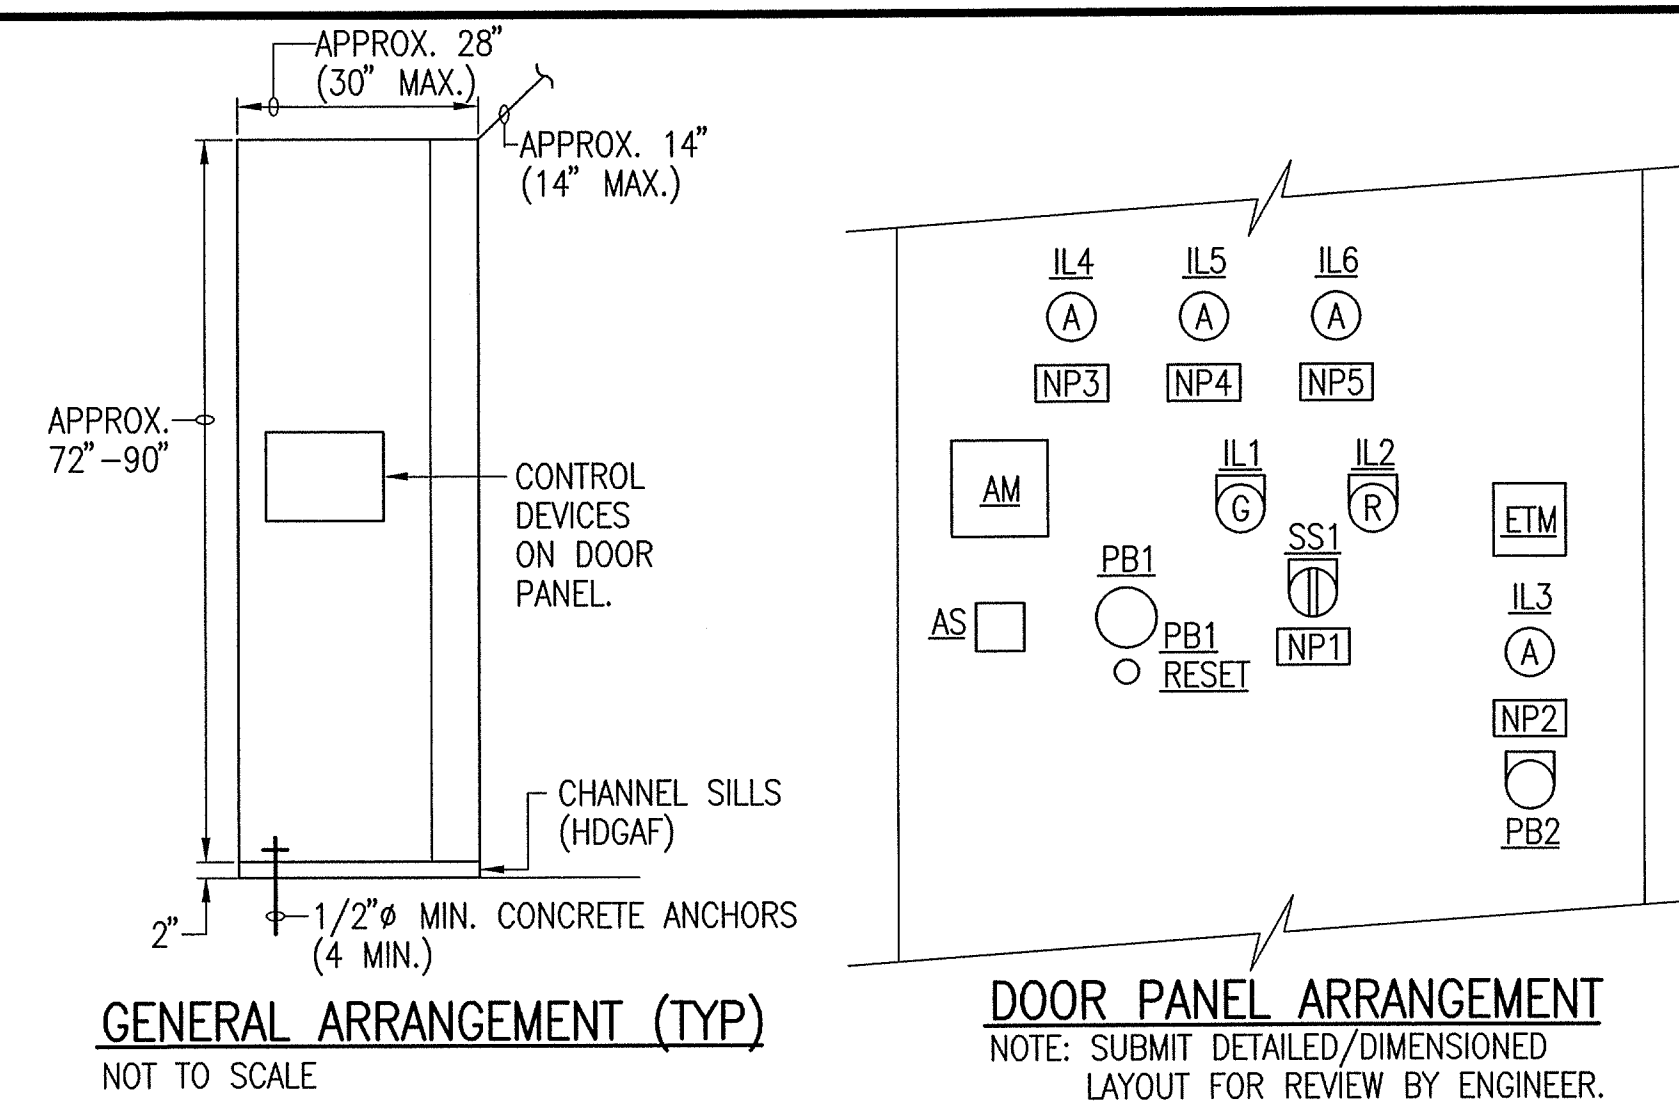 APPROX. 28"
(30" MAX.)
APPROX. 14"
(14" MAX.)
APPROX.
72"-90"
CONTROL
DEVICES
ON DOOR
PANEL.
CHANNEL SILLS
(HDGAF)
2"
1/2"ø MIN. CONCRETE ANCHORS
(4 MIN.)
GENERAL ARRANGEMENT (TYP)
NOT TO SCALE
IL4 IL5 IL6
A A A
NP3 NP4 NP5
IL1 IL2
AM G R ETM
SS1
PB1
IL3
AS
PB1
RESET
NP1
A
NP2
PB2
DOOR PANEL ARRANGEMENT
NOTE: SUBMIT DETAILED/DIMENSIONED
LAYOUT FOR REVIEW BY ENGINEER.